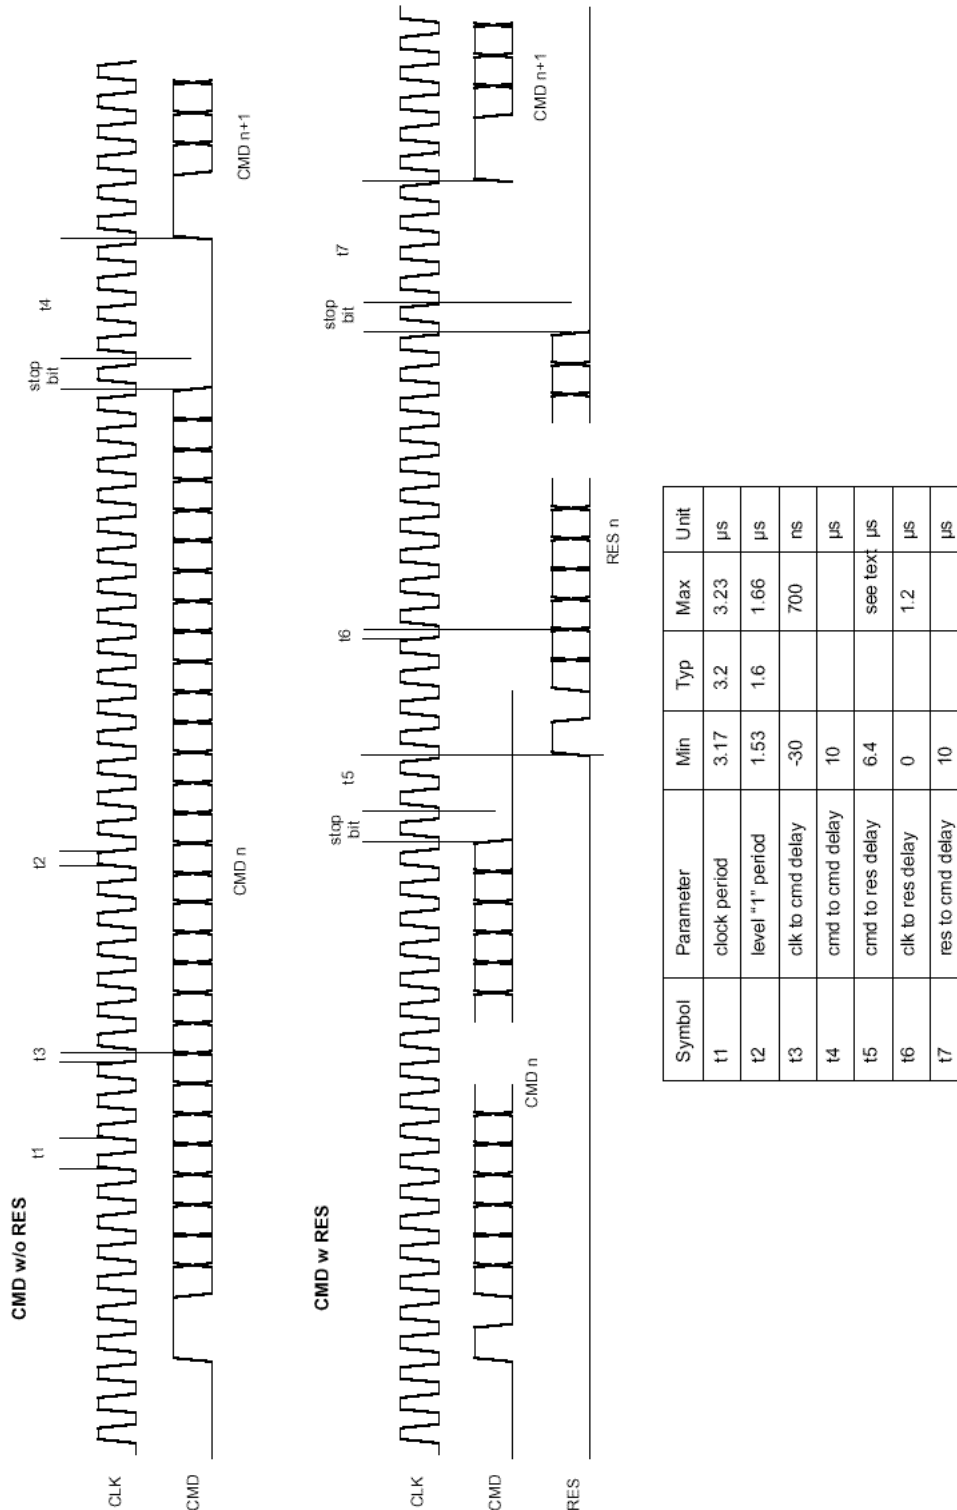 CMD w/o RES
t1
t3
t2
stop
bit
t4
CLK
CMD
CMD n
CMD n+1
CMD w RES
stop
bit
t5
t6
stop
bit
t7
CLK
CMD
CMD n
CMD n+1
RES
RES n
Symbol Parameter Min Typ Max Unit
t1 clock period 3.17 3.2 3.23 µs
t2 level “1” period 1.53 1.6 1.66 µs
t3 clk to cmd delay -30 700 ns
t4 cmd to cmd delay 10
t5 cmd to res delay 6.4 see text µs
t6 clk to res delay 0 1.2 µs
t7 res to cmd delay 10 µs